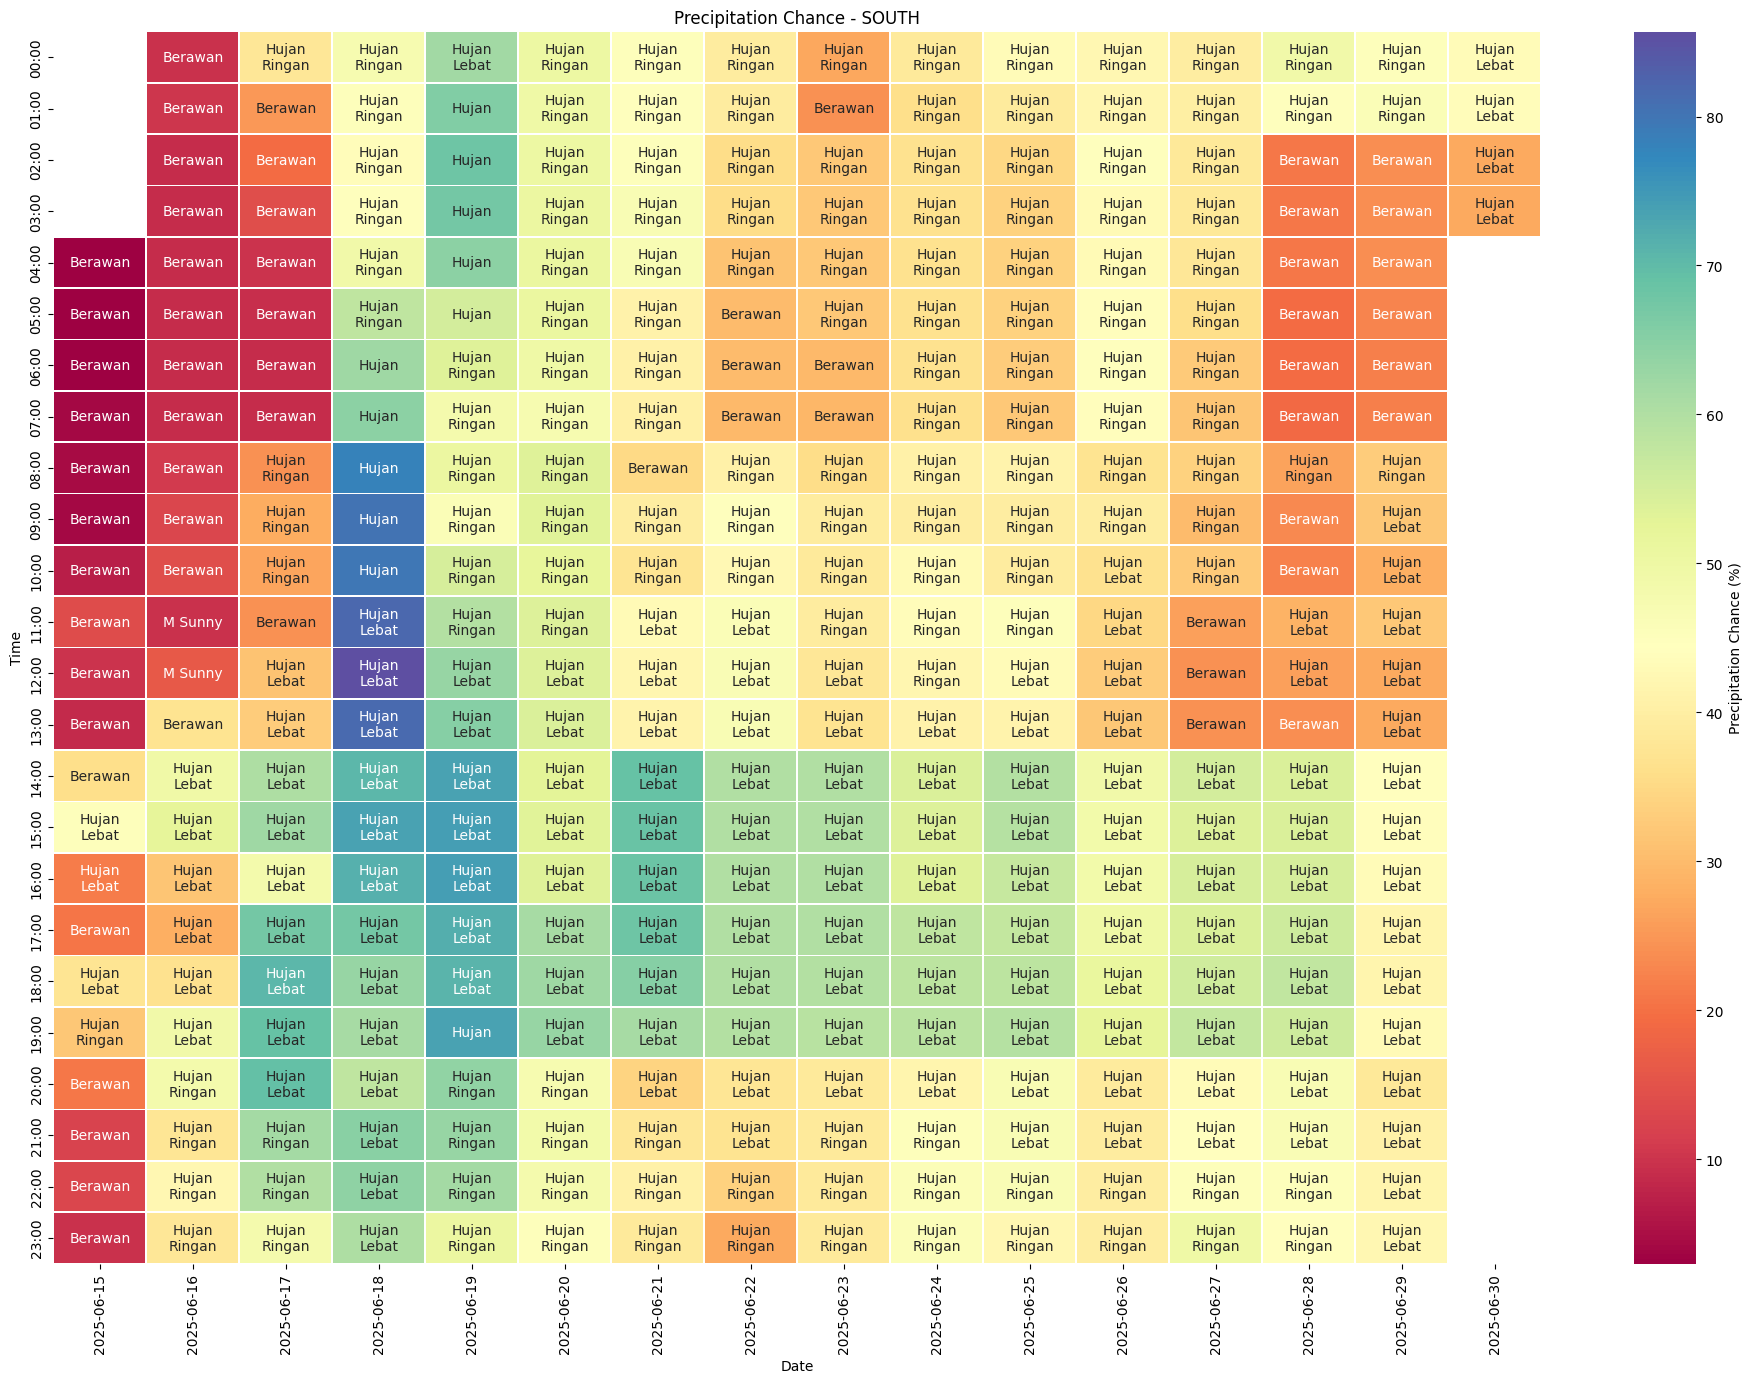 Precipitation Chance - SOUTH
00:00 Berawan Hujan Ringan Hujan Ringan Hujan Lebat Hujan Ringan Hujan Ringan Hujan Ringan Hujan Ringan Hujan Ringan Hujan Ringan Hujan Ringan Hujan Ringan Hujan Ringan Hujan Ringan Hujan Lebat
01:00 Berawan Berawan Hujan Ringan Hujan Hujan Ringan Hujan Ringan Hujan Ringan Berawan Hujan Ringan Hujan Ringan Hujan Ringan Hujan Ringan Hujan Ringan Hujan Ringan Hujan Lebat
02:00 Berawan Berawan Hujan Ringan Hujan Hujan Ringan Hujan Ringan Hujan Ringan Hujan Ringan Hujan Ringan Hujan Ringan Hujan Ringan Hujan Ringan Berawan Berawan Hujan Lebat
03:00 Berawan Berawan Hujan Ringan Hujan Hujan Ringan Hujan Ringan Hujan Ringan Hujan Ringan Hujan Ringan Hujan Ringan Hujan Ringan Hujan Ringan Berawan Berawan Hujan Lebat
04:00 Berawan Berawan Berawan Hujan Ringan Hujan Hujan Ringan Hujan Ringan Hujan Ringan Hujan Ringan Hujan Ringan Hujan Ringan Hujan Ringan Hujan Ringan Berawan Berawan
05:00 Berawan Berawan Berawan Hujan Ringan Hujan Hujan Ringan Hujan Ringan Berawan Hujan Ringan Hujan Ringan Hujan Ringan Hujan Ringan Hujan Ringan Berawan Berawan
06:00 Berawan Berawan Berawan Hujan Hujan Ringan Hujan Ringan Hujan Ringan Berawan Berawan Hujan Ringan Hujan Ringan Hujan Ringan Hujan Ringan Berawan Berawan
07:00 Berawan Berawan Berawan Hujan Hujan Ringan Hujan Ringan Hujan Ringan Berawan Berawan Hujan Ringan Hujan Ringan Hujan Ringan Hujan Ringan Berawan Berawan
08:00 Berawan Berawan Hujan Ringan Hujan Hujan Ringan Hujan Ringan Berawan Hujan Ringan Hujan Ringan Hujan Ringan Hujan Ringan Hujan Ringan Hujan Ringan Hujan Ringan Hujan Ringan
09:00 Berawan Berawan Hujan Ringan Hujan Hujan Ringan Hujan Ringan Hujan Ringan Hujan Ringan Hujan Ringan Hujan Ringan Hujan Ringan Hujan Ringan Hujan Ringan Berawan Hujan Lebat
10:00 Berawan Berawan Hujan Ringan Hujan Hujan Ringan Hujan Ringan Hujan Ringan Hujan Ringan Hujan Ringan Hujan Ringan Hujan Ringan Hujan Lebat Hujan Ringan Berawan Hujan Lebat
11:00 Berawan M Sunny Berawan Hujan Lebat Hujan Ringan Hujan Ringan Hujan Lebat Hujan Lebat Hujan Ringan Hujan Ringan Hujan Ringan Hujan Lebat Berawan Hujan Lebat Hujan Lebat
12:00 Berawan M Sunny Hujan Lebat Hujan Lebat Hujan Lebat Hujan Lebat Hujan Lebat Hujan Lebat Hujan Lebat Hujan Ringan Hujan Lebat Hujan Lebat Berawan Hujan Lebat Hujan Lebat
13:00 Berawan Berawan Hujan Lebat Hujan Lebat Hujan Lebat Hujan Lebat Hujan Lebat Hujan Lebat Hujan Lebat Hujan Lebat Hujan Lebat Hujan Lebat Berawan Berawan Hujan Lebat
14:00 Berawan Hujan Lebat Hujan Lebat Hujan Lebat Hujan Lebat Hujan Lebat Hujan Lebat Hujan Lebat Hujan Lebat Hujan Lebat Hujan Lebat Hujan Lebat Hujan Lebat Hujan Lebat Hujan Lebat
15:00 Hujan Lebat Hujan Lebat Hujan Lebat Hujan Lebat Hujan Lebat Hujan Lebat Hujan Lebat Hujan Lebat Hujan Lebat Hujan Lebat Hujan Lebat Hujan Lebat Hujan Lebat Hujan Lebat Hujan Lebat
16:00 Hujan Lebat Hujan Lebat Hujan Lebat Hujan Lebat Hujan Lebat Hujan Lebat Hujan Lebat Hujan Lebat Hujan Lebat Hujan Lebat Hujan Lebat Hujan Lebat Hujan Lebat Hujan Lebat Hujan Lebat
17:00 Berawan Hujan Lebat Hujan Lebat Hujan Lebat Hujan Lebat Hujan Lebat Hujan Lebat Hujan Lebat Hujan Lebat Hujan Lebat Hujan Lebat Hujan Lebat Hujan Lebat Hujan Lebat Hujan Lebat
18:00 Hujan Lebat Hujan Lebat Hujan Lebat Hujan Lebat Hujan Lebat Hujan Lebat Hujan Lebat Hujan Lebat Hujan Lebat Hujan Lebat Hujan Lebat Hujan Lebat Hujan Lebat Hujan Lebat Hujan Lebat
19:00 Hujan Ringan Hujan Lebat Hujan Lebat Hujan Lebat Hujan Hujan Lebat Hujan Lebat Hujan Lebat Hujan Lebat Hujan Lebat Hujan Lebat Hujan Lebat Hujan Lebat Hujan Lebat Hujan Lebat
20:00 Berawan Hujan Ringan Hujan Lebat Hujan Lebat Hujan Ringan Hujan Ringan Hujan Lebat Hujan Lebat Hujan Lebat Hujan Lebat Hujan Lebat Hujan Lebat Hujan Lebat Hujan Lebat Hujan Lebat
21:00 Berawan Hujan Ringan Hujan Ringan Hujan Lebat Hujan Ringan Hujan Ringan Hujan Ringan Hujan Lebat Hujan Ringan Hujan Ringan Hujan Lebat Hujan Lebat Hujan Lebat Hujan Lebat Hujan Lebat
22:00 Berawan Hujan Ringan Hujan Ringan Hujan Lebat Hujan Ringan Hujan Ringan Hujan Ringan Hujan Ringan Hujan Ringan Hujan Ringan Hujan Ringan Hujan Ringan Hujan Ringan Hujan Ringan Hujan Lebat
23:00 Berawan Hujan Ringan Hujan Ringan Hujan Lebat Hujan Ringan Hujan Ringan Hujan Ringan Hujan Ringan Hujan Ringan Hujan Ringan Hujan Ringan Hujan Ringan Hujan Ringan Hujan Ringan Hujan Lebat
Time
2025-06-15 2025-06-16 2025-06-17 2025-06-18 2025-06-19 2025-06-20 2025-06-21 2025-06-22 2025-06-23 2025-06-24 2025-06-25 2025-06-26 2025-06-27 2025-06-28 2025-06-29 2025-06-30
Date
80
70
60
50
40
30
20
10
Precipitation Chance (%)